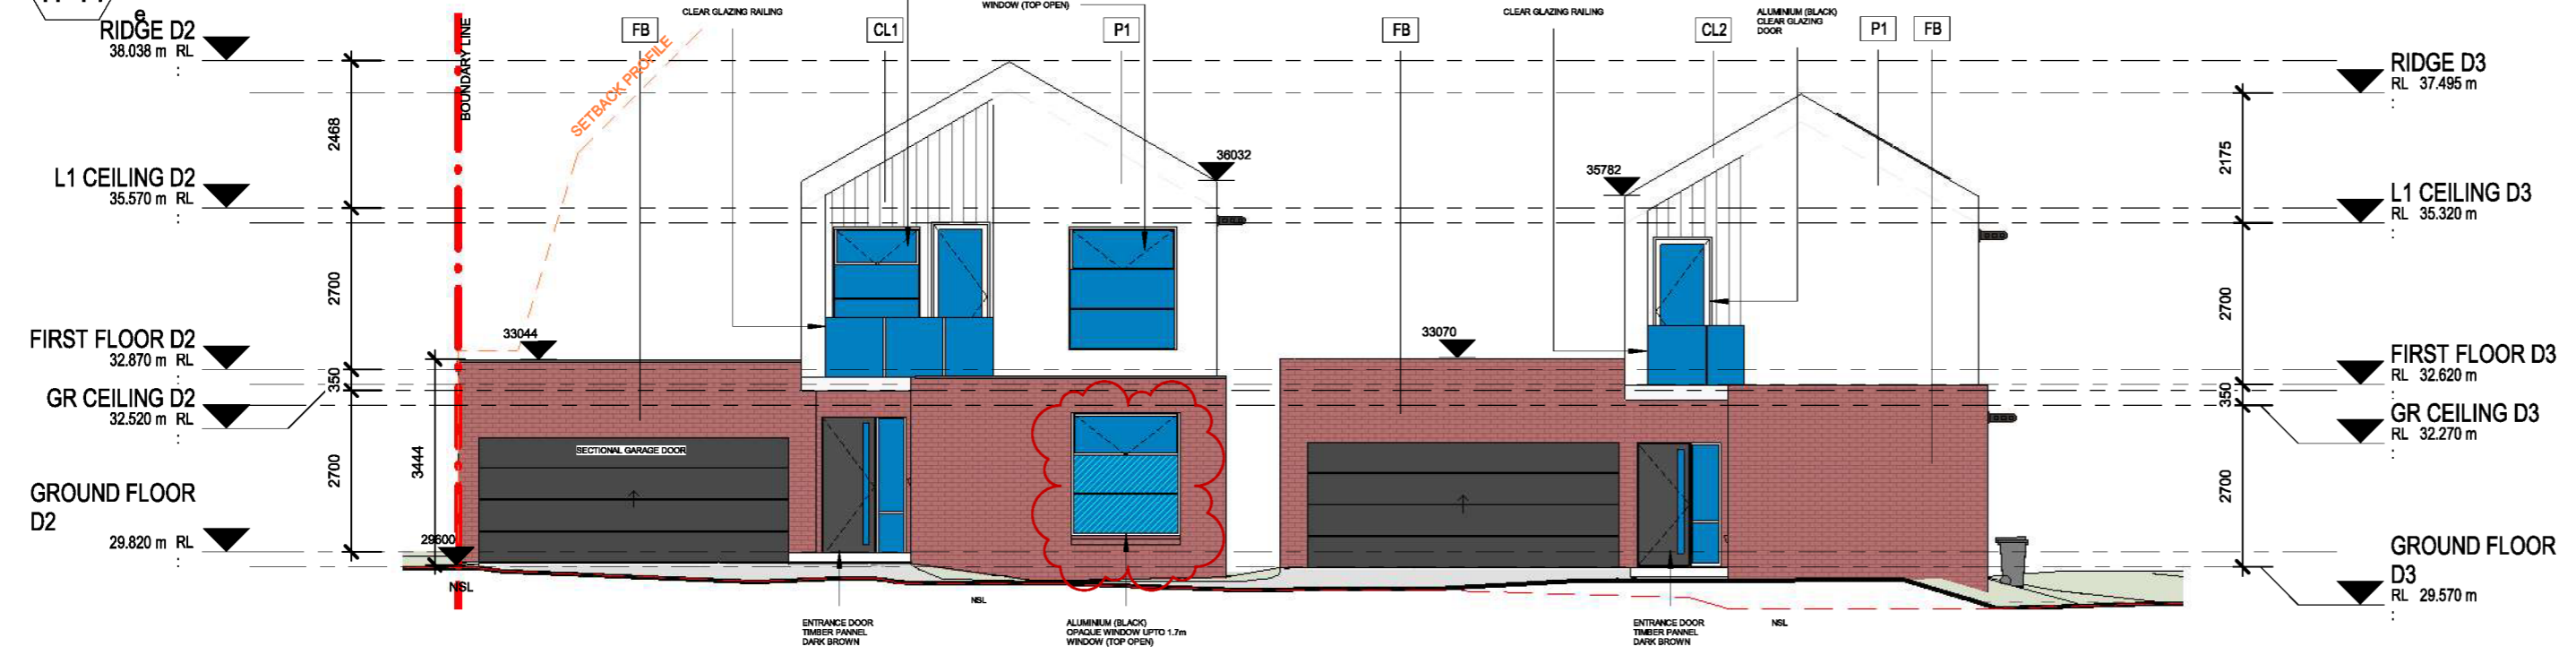 e
RIDGE D2
38.038 m RL
:
L1 CEILING D2
35.570 m RL
:
FIRST FLOOR D2
32.870 m RL
:
GR CEILING D2
32.520 m RL
:
GROUND FLOOR
D2
29.820 m RL
:
2468
2700
350
2700
3444
BOUNDARY LINE
SETBACK PROFILE
FB
CLEAR GLAZING RAILING
CL1
WINDOW (TOP OPEN)
P1
FB
CLEAR GLAZING RAILING
CL2
ALUMINIUM (BLACK)
CLEAR GLAZING
DOOR
P1
FB
36032
35782
33044
33070
SECTIONAL GARAGE DOOR
29600
NSL
NSL
NSL
ENTRANCE DOOR
TIMBER PANNEL
DARK BROWN
ALUMINIUM (BLACK)
OPAQUE WINDOW UPTO 1.7m
WINDOW (TOP OPEN)
ENTRANCE DOOR
TIMBER PANNEL
DARK BROWN
2175
2700
350
2700
RIDGE D3
RL 37.495 m
:
L1 CEILING D3
RL 35.320 m
:
FIRST FLOOR D3
RL 32.620 m
:
GR CEILING D3
RL 32.270 m
:
GROUND FLOOR
D3
RL 29.570 m
: